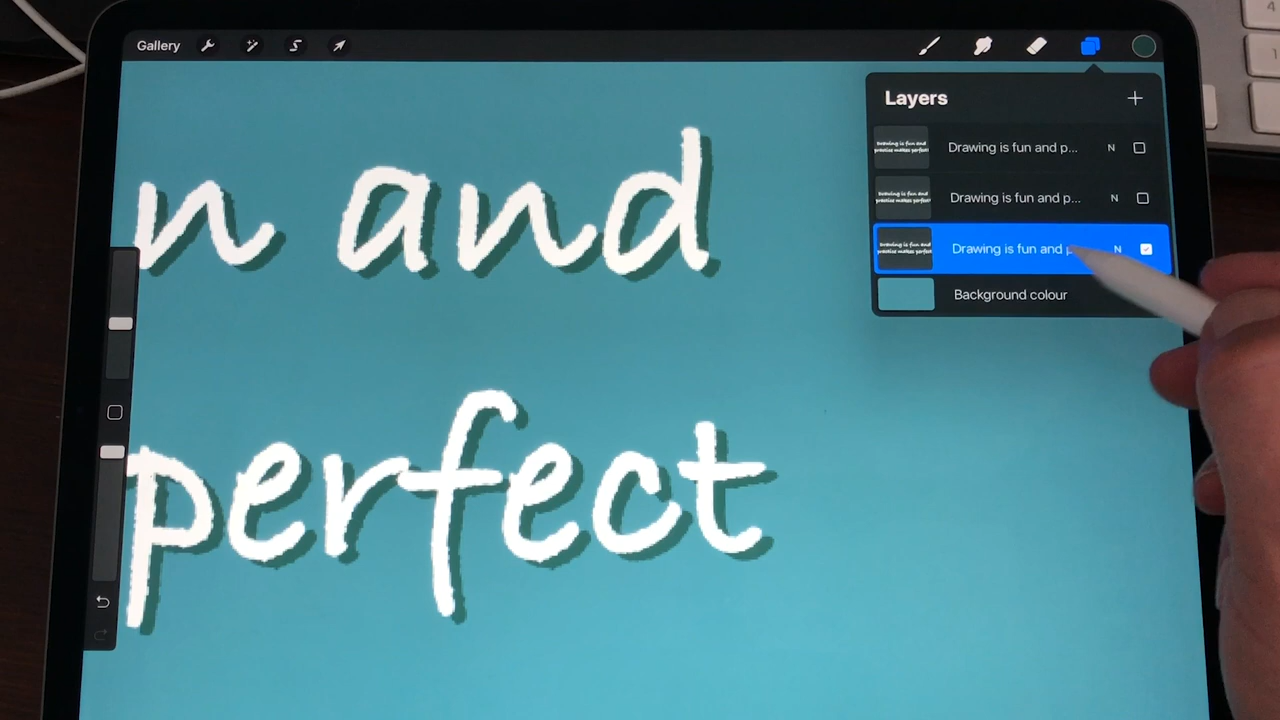 Gallery
Layers
Drawing is fun and p... N
Drawing is fun and p... N
Drawing is fun and p N
Background colour
n and
perfect